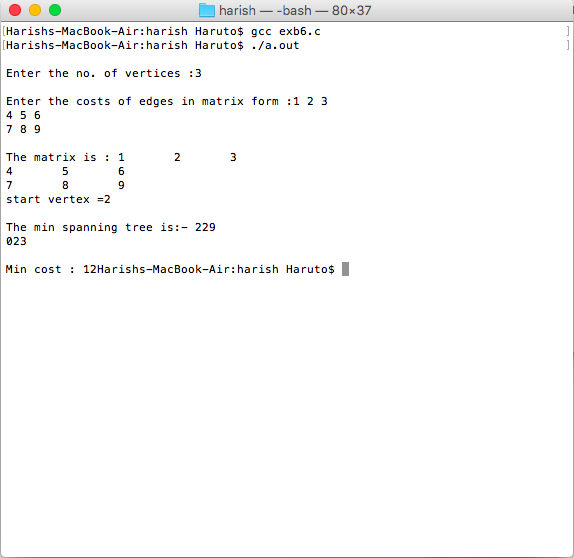 harish — -bash — 80×37
[Harishs-MacBook-Air:harish Haruto$ gcc exb6.c ]
[Harishs-MacBook-Air:harish Haruto$ ./a.out ]
Enter the no. of vertices :3
Enter the costs of edges in matrix form :1 2 3
4 5 6
7 8 9
The matrix is : 1 2 3
4 5 6
7 8 9
start vertex =2
The min spanning tree is:- 229
023
Min cost : 12Harishs-MacBook-Air:harish Haruto$